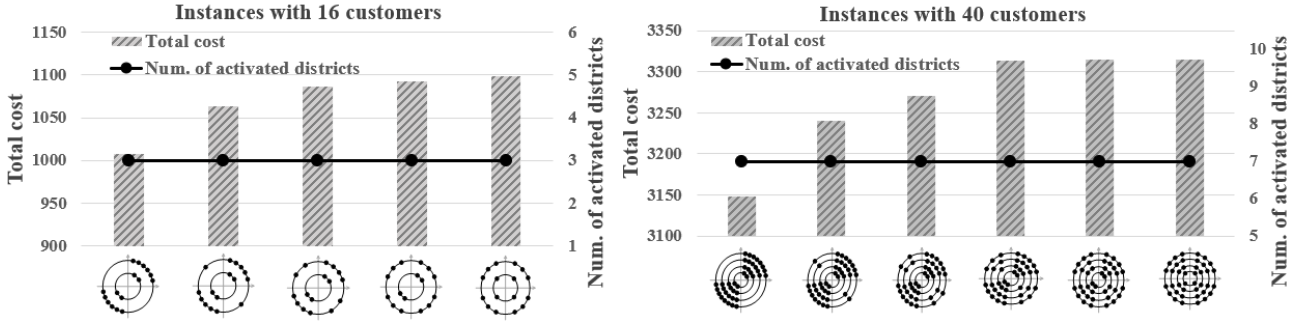 Instances with 16 customers
1150
1100
1050
1000
950
900
Total cost
Total cost
Num. of activated districts
6
5
4
3
2
1
Num. of activated districts
Instances with 40 customers
3350
3300
3250
3200
3150
3100
Total cost
Total cost
Num. of activated districts
10
9
8
7
6
5
Num. of activated districts